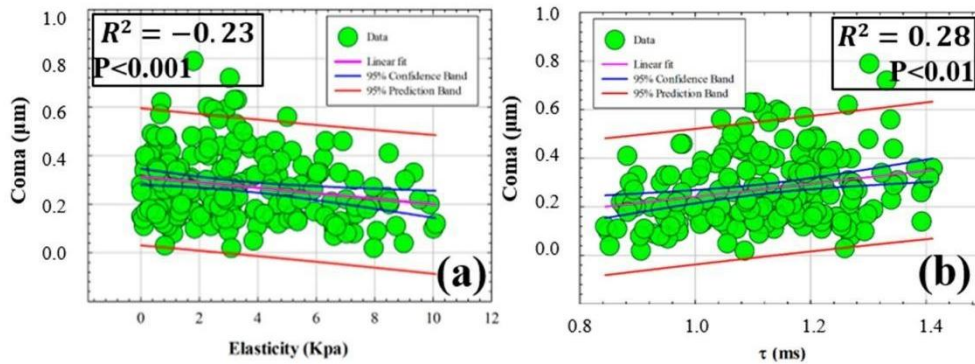 R² = −0.23
P<0.001
Data
Linear fit
95% Confidence Band
95% Prediction Band
1.0
0.8
0.6
0.4
0.2
0.0
Coma (μm)
0 2 4 6 8 10 12
Elasticity (Kpa)
(a)
R² = 0.28
P<0.01
Data
Linear fit
95% Confidence Band
95% Prediction Band
1.0
0.8
0.6
0.4
0.2
0.0
Coma (μm)
0.8 1.0 1.2 1.4
τ (ms)
(b)